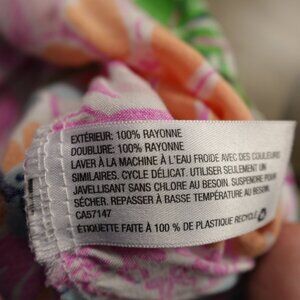 EXTÉRIEUR: 100% RAYONNE
DOUBLURE: 100% RAYONNE
LAVER À LA MACHINE À L'EAU FROIDE AVEC DES COULEURS
SIMILAIRES. CYCLE DÉLICAT. UTILISER SEULEMENT UN
JAVELLISANT SANS CHLORE AU BESOIN. SUSPENDRE POUR
SÉCHER. REPASSER À BASSE TEMPÉRATURE AU BESOIN.
CA57147
ÉTIQUETTE FAITE À 100 % DE PLASTIQUE RECYCLÉ